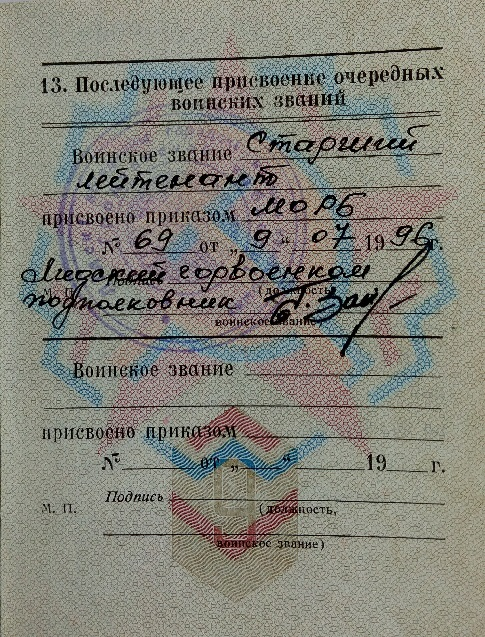 13. Последующее присвоение очередных
воинских званий
Воинское звание Старший
лейтенант
присвоено приказом МО РБ
№ 69 от „ 9 “ 07 1996 г.
Лидский горвоенком
М. П. Подпись (должность,
подполковник
воинское звание)
Воинское звание
присвоено приказом
№ от „ “ 19 г.
Подпись
М. П. (должность,
воинское звание)